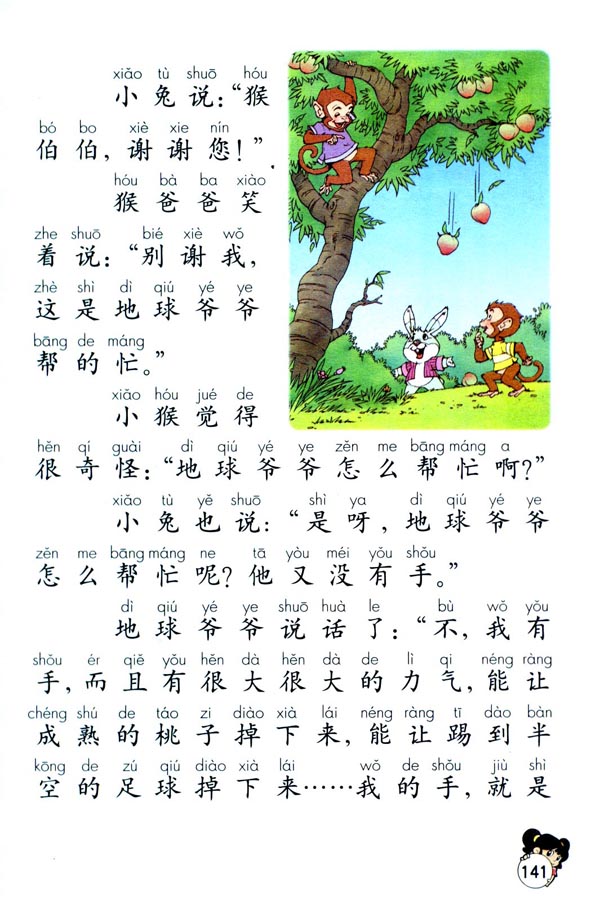 xiǎo tù shuō hóu
小兔说：“猴
bó bo xiè xie nín
伯伯，谢谢您！”
hóu bà ba xiào
猴爸爸笑
zhe shuō bié xiè wǒ
着说：“别谢我，
zhè shì dì qiú yé ye
这是地球爷爷
bāng de máng
帮的忙。”
xiǎo hóu jué de
小猴觉得
hěn qí guài dì qiú yé ye zěn me bāng máng a
很奇怪：“地球爷爷怎么帮忙啊？”
xiǎo tù yě shuō shì ya dì qiú yé ye
小兔也说：“是呀，地球爷爷
zěn me bāng máng ne tā yòu méi yǒu shǒu
怎么帮忙呢？他又没有手。”
dì qiú yé ye shuō huà le bù wǒ yǒu
地球爷爷说话了：“不，我有
shǒu ér qiě yǒu hěn dà hěn dà de lì qi néng ràng
手，而且有很大很大的力气，能让
chéng shú de táo zi diào xià lái néng ràng tī dào bàn
成熟的桃子掉下来，能让踢到半
kōng de zú qiú diào xià lái wǒ de shǒu jiù shì
空的足球掉下来……我的手，就是
141